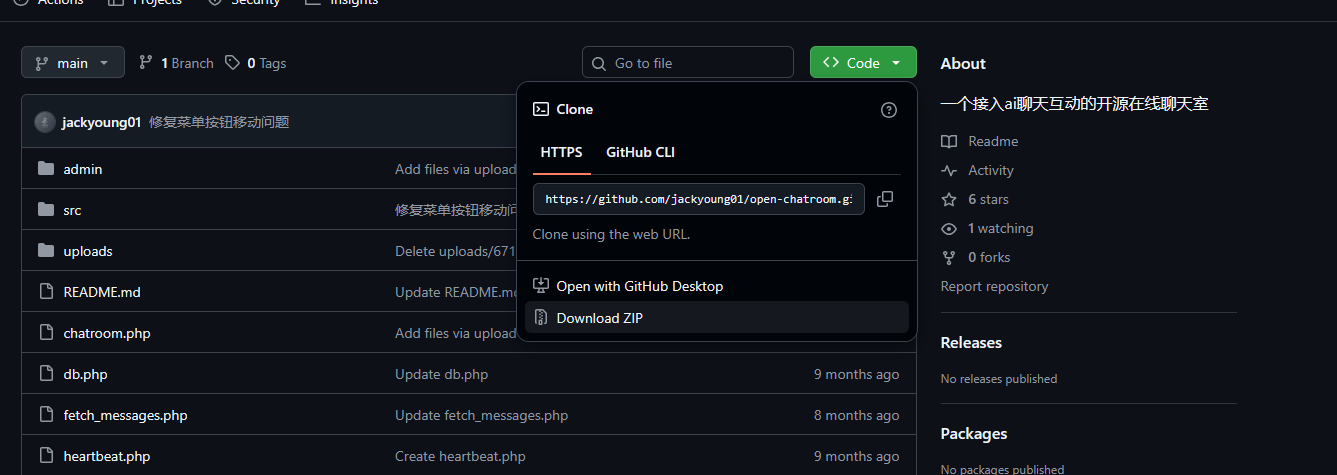 Actions Projects Security Insights
main 1 Branch 0 Tags Go to file Code
jackyoung01 修复菜单按钮移动问题
admin Add files via upload
src 修复菜单按钮移动问
uploads Delete uploads/671
README.md Update README.m
chatroom.php Add files via upload
db.php Update db.php 9 months ago
fetch_messages.php Update fetch_messages.php 8 months ago
heartbeat.php Create heartbeat.php 9 months ago
Clone
HTTPS GitHub CLI
https://github.com/jackyoung01/open-chatroom.gi
Clone using the web URL.
Open with GitHub Desktop
Download ZIP
About
一个接入ai聊天互动的开源在线聊天室
Readme
Activity
6 stars
1 watching
0 forks
Report repository
Releases
No releases published
Packages
No packages published